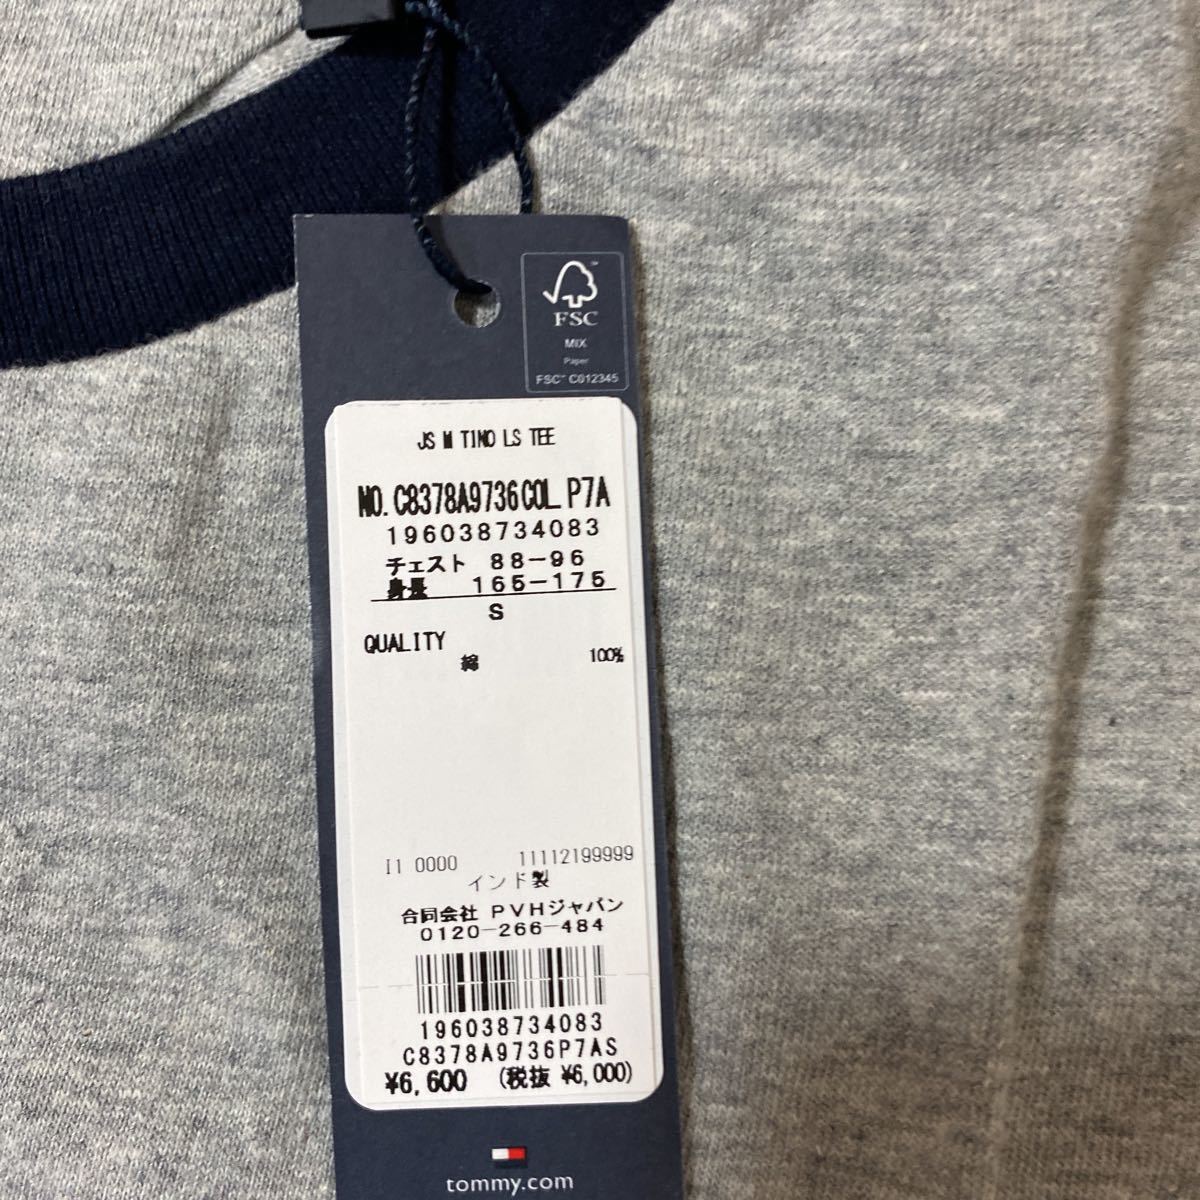 FSC
MIX
Paper
FSC™ C012345
JS M TINO LS TEE
NO. C8378A9736COL P7A
196038734083
チェスト 88-96
身長 165-175
S
QUALITY
綿 100%
I1 0000 11112199999
インド製
合同会社 PVHジャパン
0120-266-484
196038734083
C8378A9736P7AS
¥6,600 (税抜 ¥6,000)
tommy.com